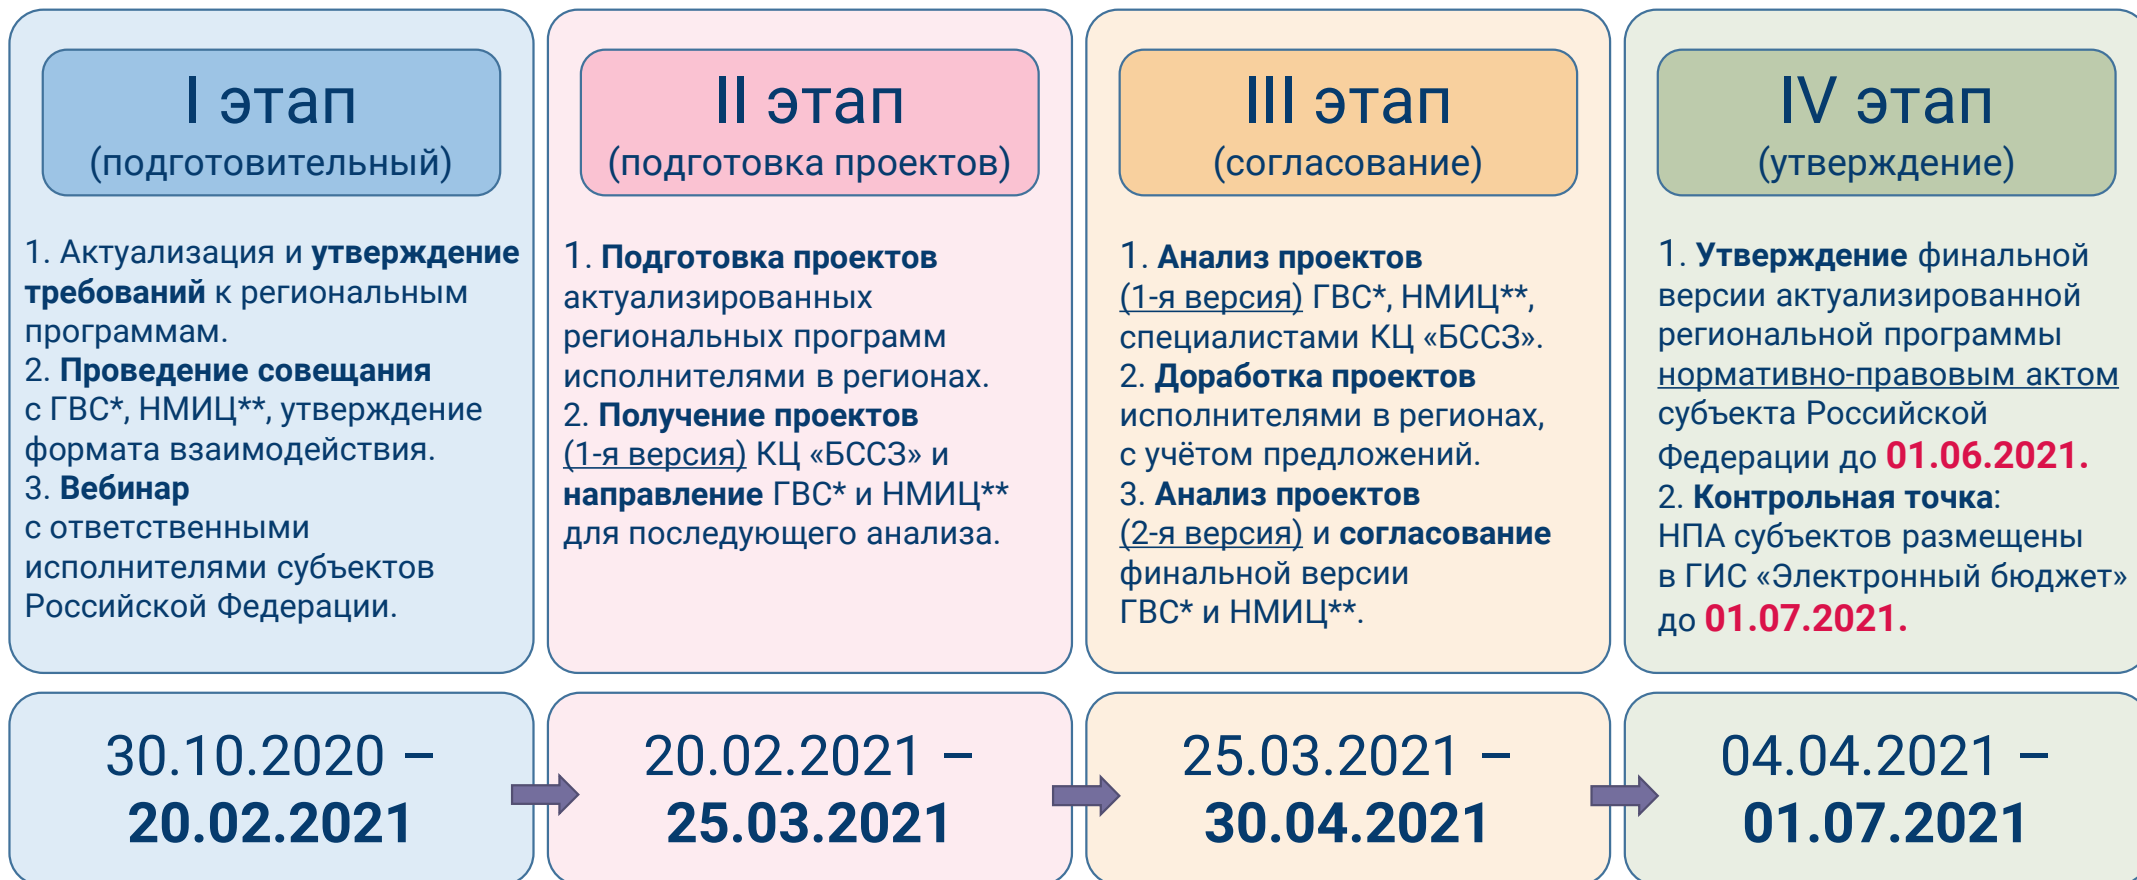 I этап
(подготовительный)
1. Актуализация и утверждение
требований к региональным
программам.
2. Проведение совещания
с ГВС*, НМИЦ**, утверждение
формата взаимодействия.
3. Вебинар
с ответственными
исполнителями субъектов
Российской Федерации.
30.10.2020 –
20.02.2021
II этап
(подготовка проектов)
1. Подготовка проектов
актуализированных
региональных программ
исполнителями в регионах.
2. Получение проектов
(1-я версия) КЦ «БССЗ» и
направление ГВС* и НМИЦ**
для последующего анализа.
20.02.2021 –
25.03.2021
III этап
(согласование)
1. Анализ проектов
(1-я версия) ГВС*, НМИЦ**,
специалистами КЦ «БССЗ».
2. Доработка проектов
исполнителями в регионах,
с учётом предложений.
3. Анализ проектов
(2-я версия) и согласование
финальной версии
ГВС* и НМИЦ**.
25.03.2021 –
30.04.2021
IV этап
(утверждение)
1. Утверждение финальной
версии актуализированной
региональной программы
нормативно-правовым актом
субъекта Российской
Федерации до 01.06.2021.
2. Контрольная точка:
НПА субъектов размещены
в ГИС «Электронный бюджет»
до 01.07.2021.
04.04.2021 –
01.07.2021